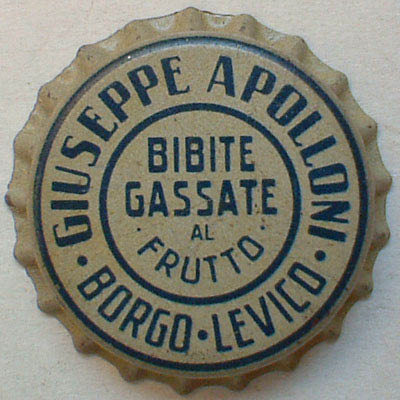 GIUSEPPE APOLLONI
BIBITE
GASSATE
AL
FRUTTO
· BORGO · LEVICO ·